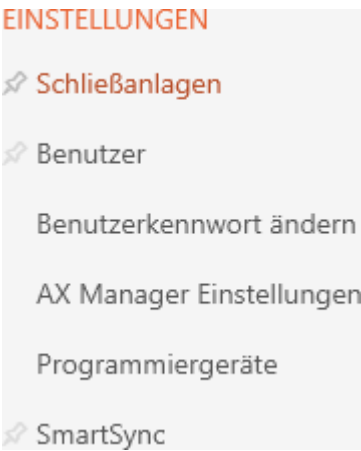 EINSTELLUNGEN
Schließanlagen
Benutzer
Benutzerkennwort ändern
AX Manager Einstellungen
Programmiergeräte
SmartSync